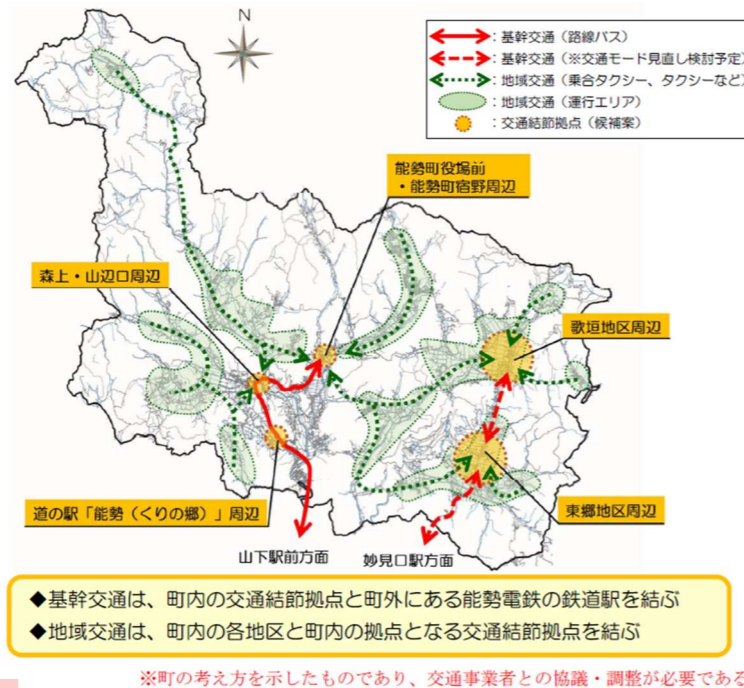 N
：基幹交通（路線バス）
：基幹交通（※交通モード見直し検討予定）
：地域交通（乗合タクシー、タクシーなど）
：地域交通（運行エリア）
：交通結節拠点（候補案）
能勢町役場前
・能勢町宿野周辺
森上・山辺口周辺
歌垣地区周辺
道の駅「能勢（くりの郷）」周辺
東郷地区周辺
山下駅前方面
妙見口駅方面
◆基幹交通は、町内の交通結節拠点と町外にある能勢電鉄の鉄道駅を結ぶ
◆地域交通は、町内の各地区と町内の拠点となる交通結節拠点を結ぶ
※町の考え方を示したものであり、交通事業者との協議・調整が必要である